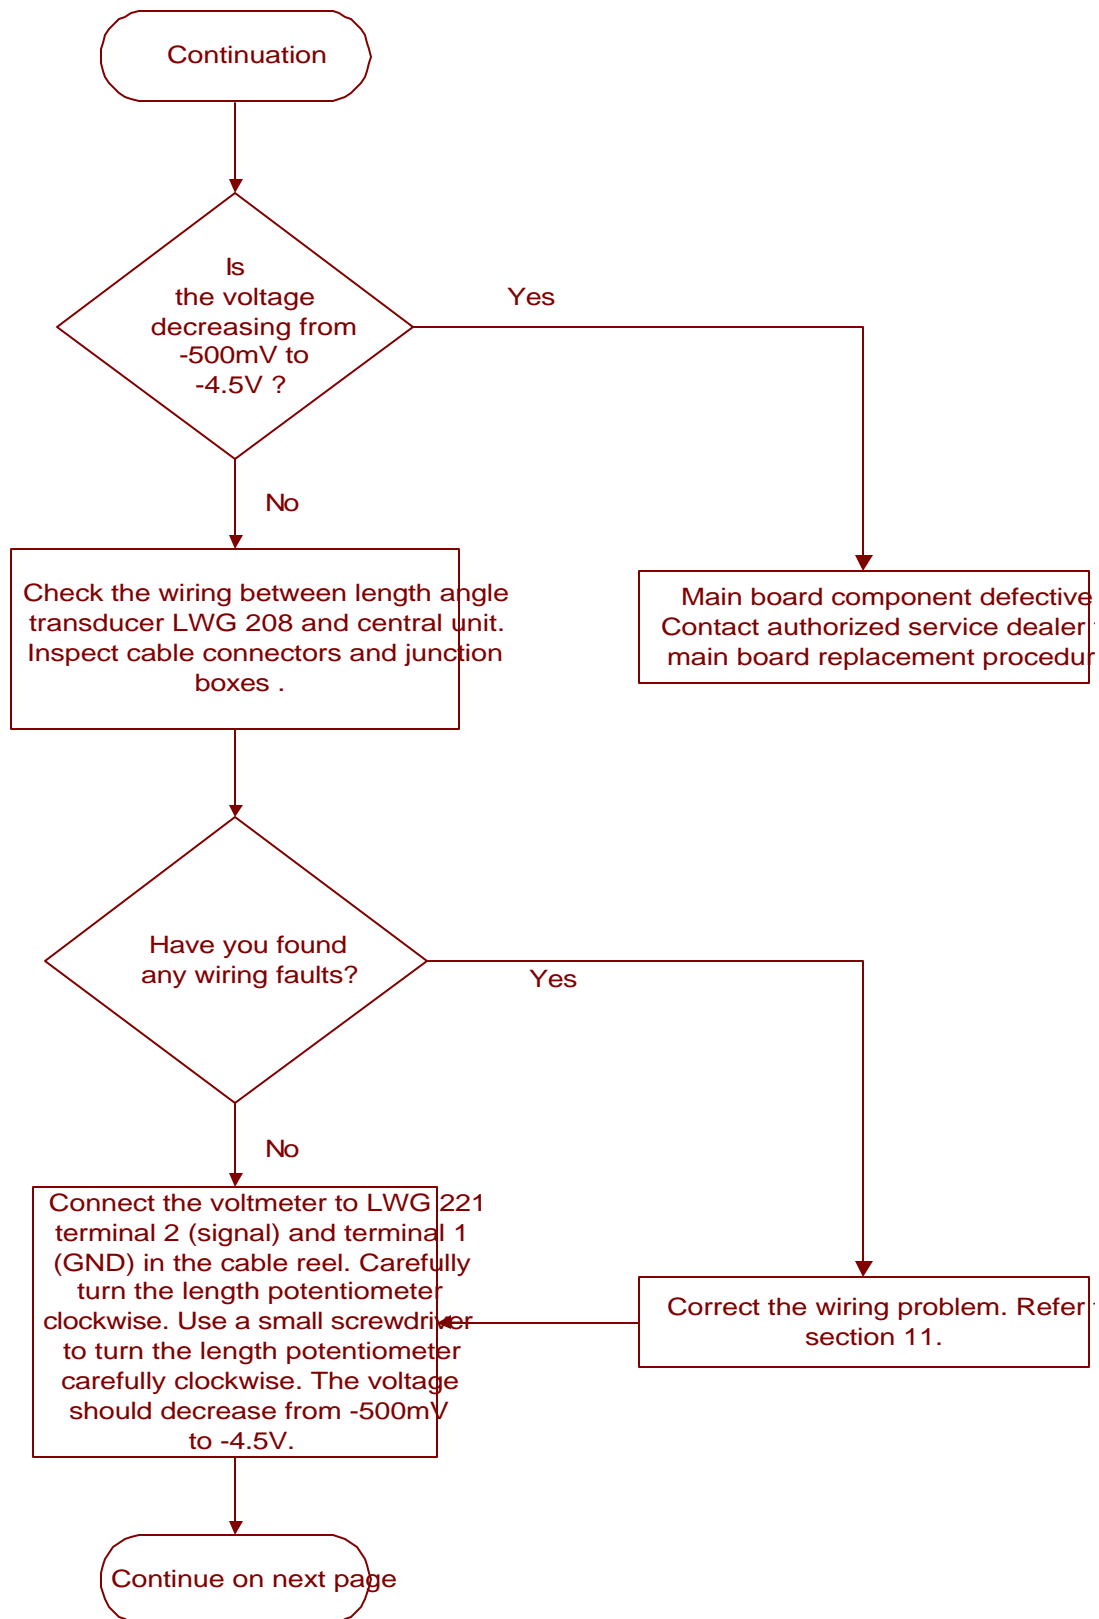 Continuation
Is
the voltage
decreasing from
-500mV to
-4.5V ?
Yes
No
Check the wiring between length angle
transducer LWG 208 and central unit.
Inspect cable connectors and junction
boxes .
Main board component defective
Contact authorized service dealer
main board replacement
Have you found
any wiring faults?
Yes
No
Connect the voltmeter to LWG 221
terminal 2 (signal) and terminal 1
(GND) in the cable reel. Carefully
turn the length potentiometer
clockwise. Use a small screwdriver
to turn the length potentiometer
carefully clockwise. The voltage
should decrease from -500mV
to -4.5V.
Correct the wiring problem. Refer
section 11.
Continue on next page